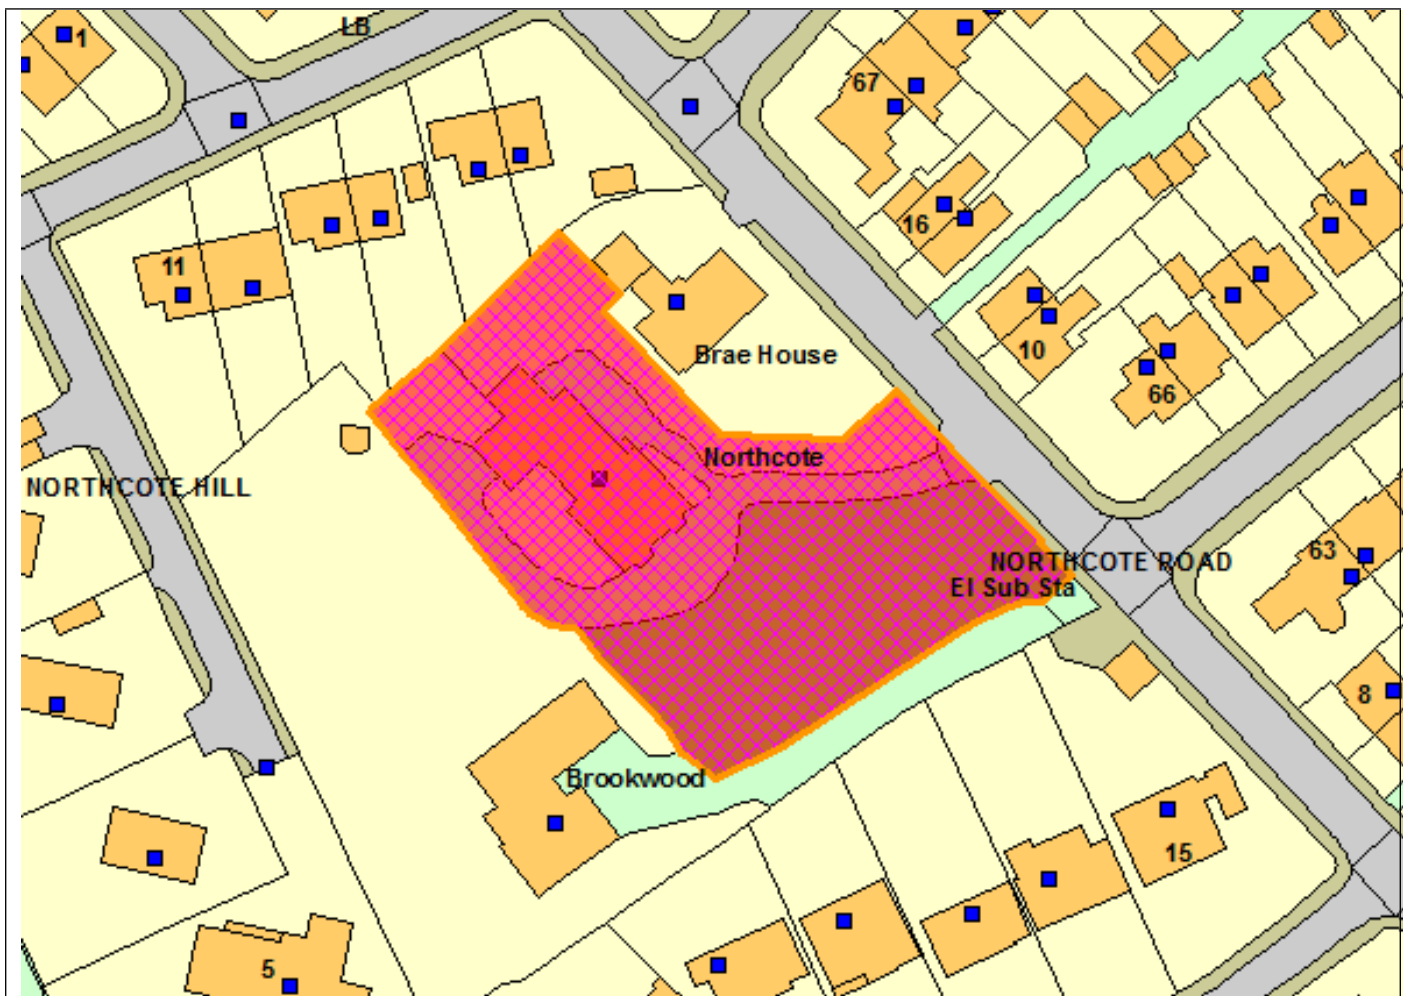 LB
1
67
16
11
10
Brae House
66
Northcote
NORTHCOTE HILL
63
NORTHCOTE ROAD
El Sub Sta
8
Brookwood
15
5